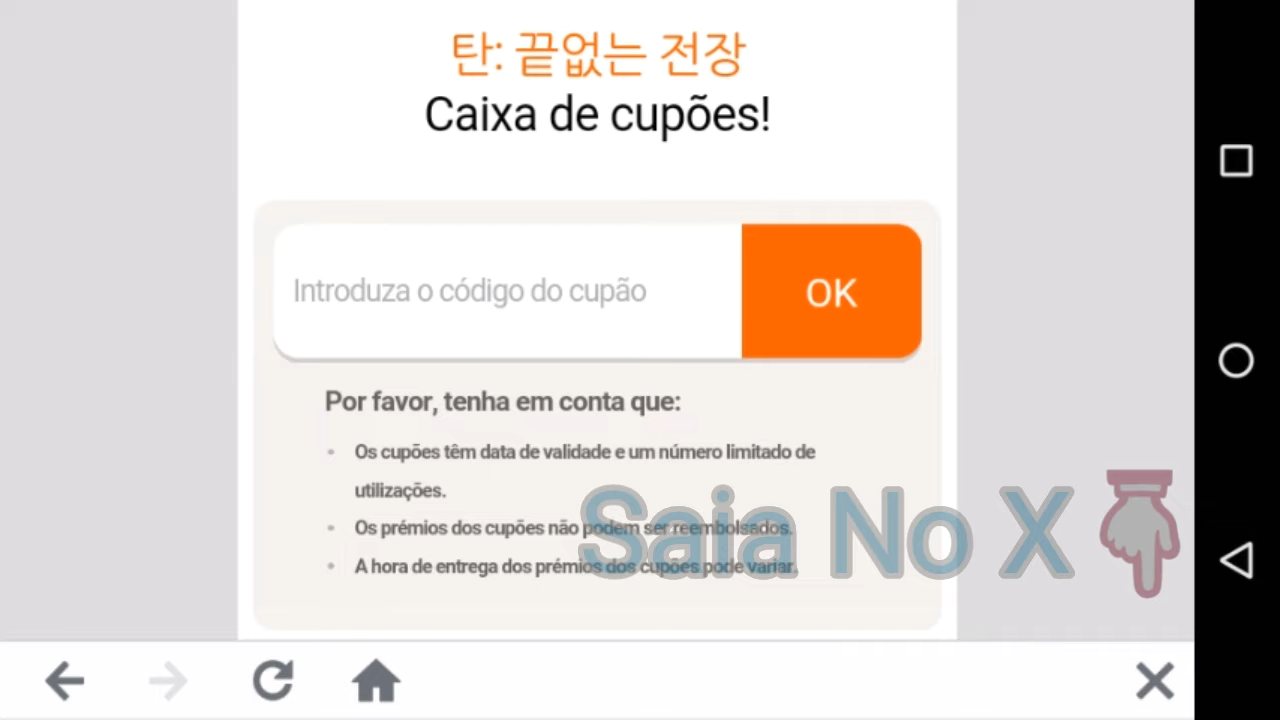 탄: 끝없는 전장
Caixa de cupões!
Introduza o código do cupão
OK
Por favor, tenha em conta que:
Os cupões têm data de validade e um número limitado de
utilizações.
Os prémios dos cupões não podem ser reembolsados.
A hora de entrega dos prémios dos cupões pode variar.
Saia No X